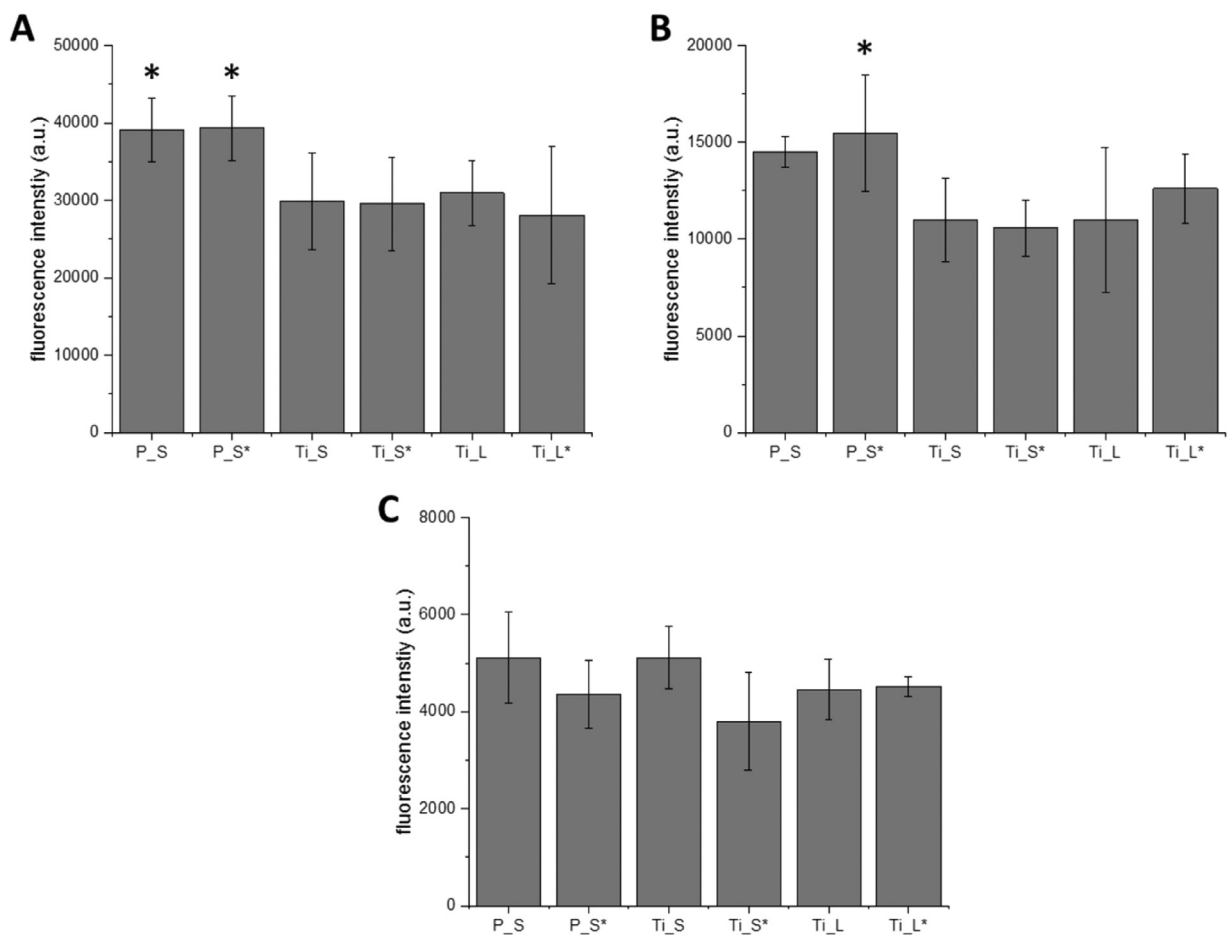 A
50000
40000
30000
20000
10000
0
fluorescence intenstiy (a.u.)
* *
P_S P_S* Ti_S Ti_S* Ti_L Ti_L*
B
20000
15000
10000
5000
0
fluorescence intenstiy (a.u.)
*
P_S P_S* Ti_S Ti_S* Ti_L Ti_L*
C
8000
6000
4000
2000
0
fluorescence intenstiy (a.u.)
P_S P_S* Ti_S Ti_S* Ti_L Ti_L*